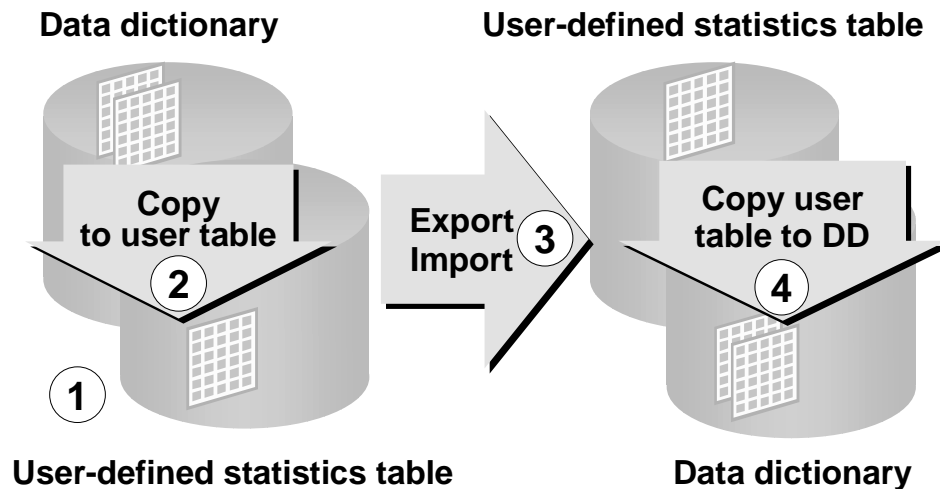 Data dictionary
User-defined statistics table
Copy
to user table
2
Export
Import
3
Copy user
table to DD
4
1
User-defined statistics table
Data dictionary